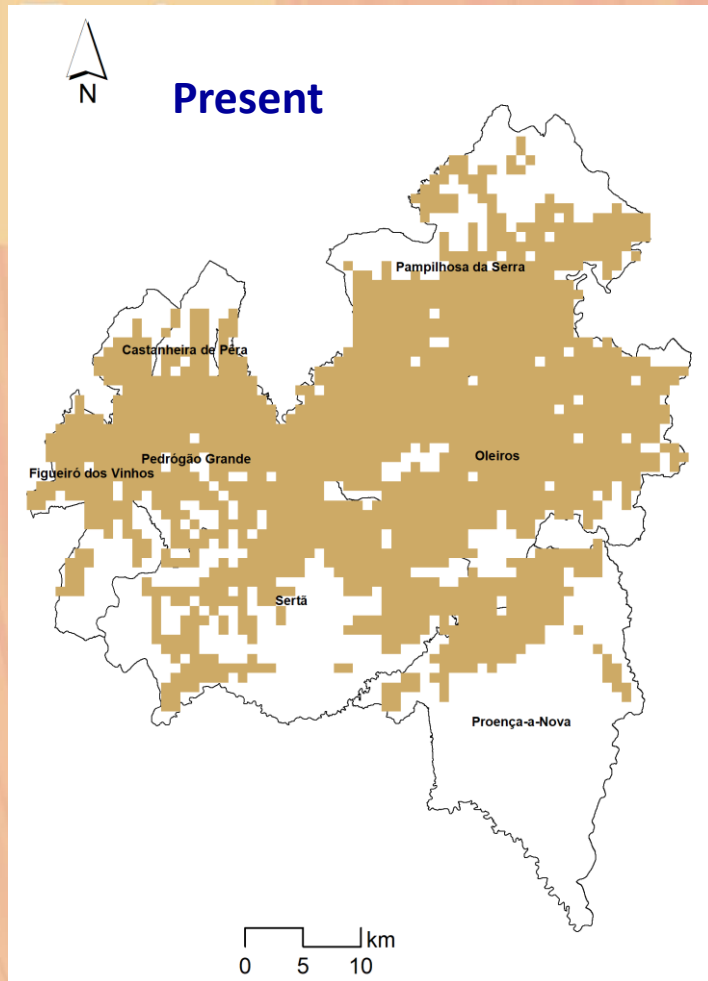 N
Present
Pampilhosa da Serra
Castanheira de Pêra
Pedrógão Grande
Oleiros
Figueiró dos Vinhos
Sertã
Proença-a-Nova
km
0 5 10